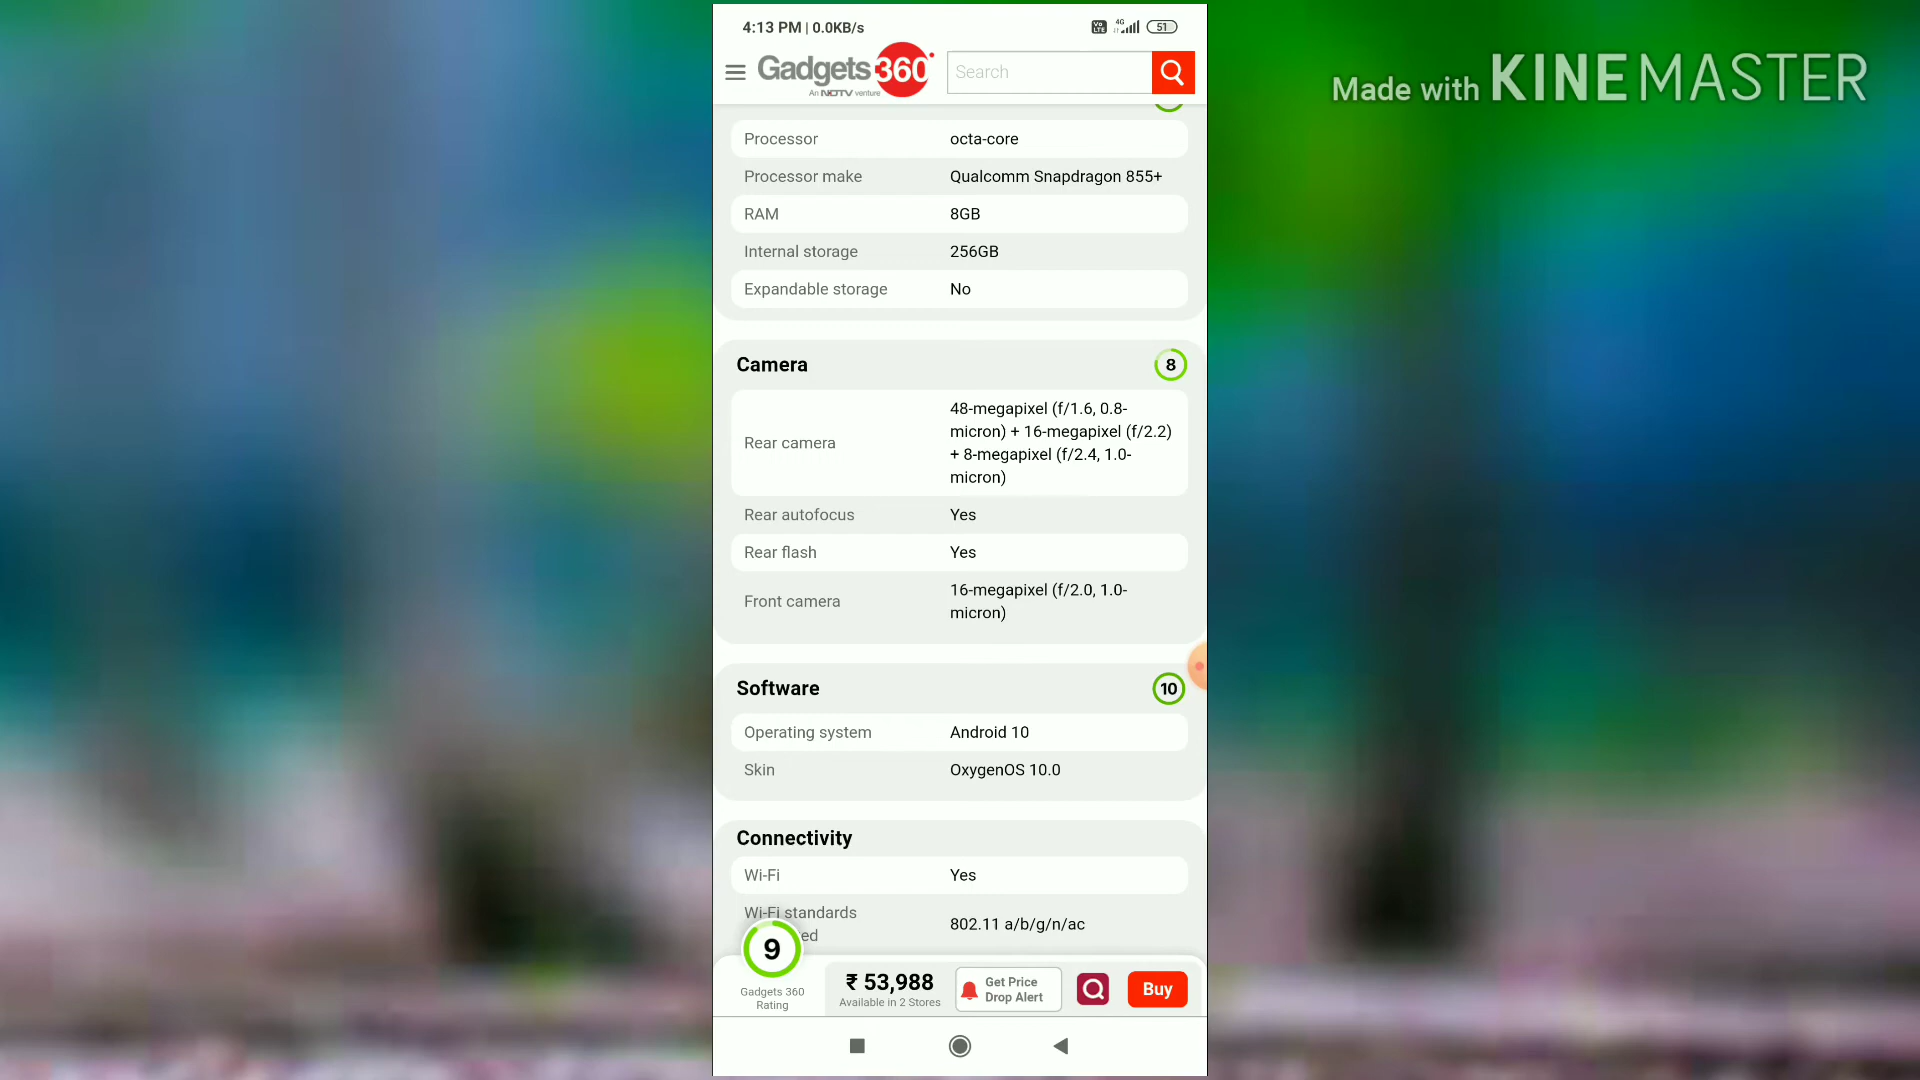 4:13 PM | 0.0KB/s
Vo LTE 4G 51
Gadgets 360
An NDTV venture
Search
Made with KINEMASTER
Processor octa-core
Processor make Qualcomm Snapdragon 855+
RAM 8GB
Internal storage 256GB
Expandable storage No
Camera 8
Rear camera
48-megapixel (f/1.6, 0.8-
micron) + 16-megapixel (f/2.2)
+ 8-megapixel (f/2.4, 1.0-
micron)
Rear autofocus Yes
Rear flash Yes
Front camera
16-megapixel (f/2.0, 1.0-
micron)
Software 10
Operating system Android 10
Skin OxygenOS 10.0
Connectivity
Wi-Fi Yes
Wi-Fi standards
802.11 a/b/g/n/ac
9
Gadgets 360
Rating
₹ 53,988
Available in 2 Stores
Get Price
Drop Alert
Buy